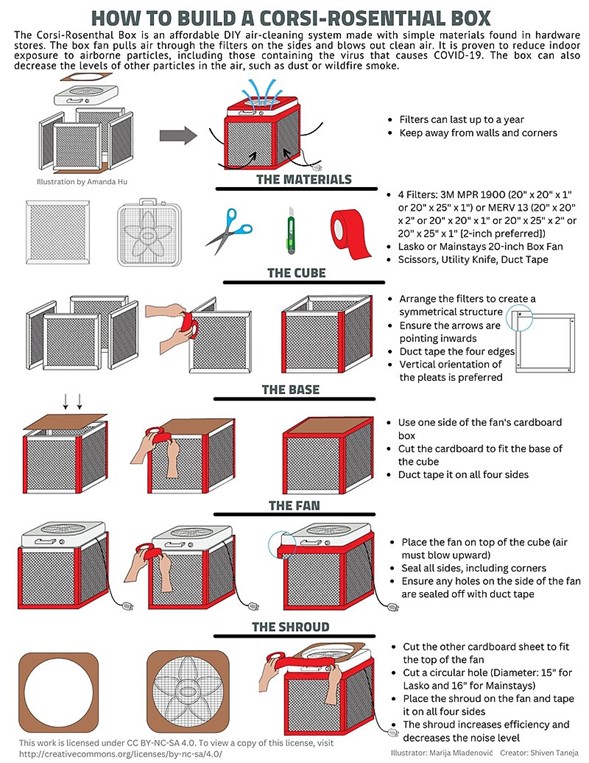 HOW TO BUILD A CORSI-ROSENTHAL BOX
The Corsi-Rosenthal Box is an affordable DIY air-cleaning system made with simple materials found in hardware
stores. The box fan pulls air through the filters on the sides and blows out clean air. It is proven to reduce indoor
exposure to airborne particles, including those containing the virus that causes COVID-19. The box can also
decrease the levels of other particles in the air, such as dust or wildfire smoke.
• Filters can last up to a year
• Keep away from walls and corners
Illustration by Amanda Hu
THE MATERIALS
• 4 Filters: 3M MPR 1900 (20" x 20" x 1"
or 20" x 25" x 1") or MERV 13 (20" x 20"
x 2" or 20" x 20" x 1" or 20" x 25" x 2" or
20" x 25" x 1" [2-inch preferred])
• Lasko or Mainstays 20-inch Box Fan
• Scissors, Utility Knife, Duct Tape
THE CUBE
• Arrange the filters to create a
symmetrical structure
• Ensure the arrows are
pointing inwards
• Duct tape the four edges
• Vertical orientation of
the pleats is preferred
THE BASE
• Use one side of the fan's cardboard
box
• Cut the cardboard to fit the base of
the cube
• Duct tape it on all four sides
THE FAN
• Place the fan on top of the cube (air
must blow upward)
• Seal all sides, including corners
• Ensure any holes on the side of the fan
are sealed off with duct tape
THE SHROUD
• Cut the other cardboard sheet to fit
the top of the fan
• Cut a circular hole (Diameter: 15" for
Lasko and 16" for Mainstays)
• Place the shroud on the fan and tape
it on all four sides
• The shroud increases efficiency and
decreases the noise level
This work is licensed under CC BY-NC-SA 4.0. To view a copy of this license, visit
http://creativecommons.org/licenses/by-nc-sa/4.0/
Illustrator: Marija Mladenović Creator: Shiven Taneja